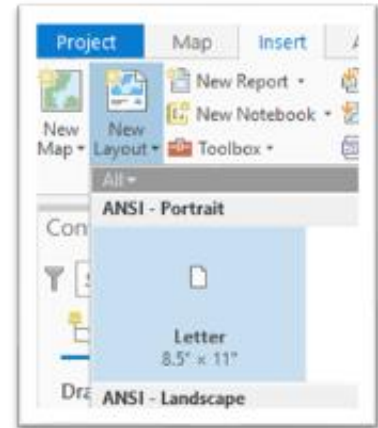 Project Map Insert
New Report
New Notebook
New Map New Layout Toolbox
All
Con
ANSI - Portrait
Letter
8.5" × 11"
Dra
ANSI - Landscape